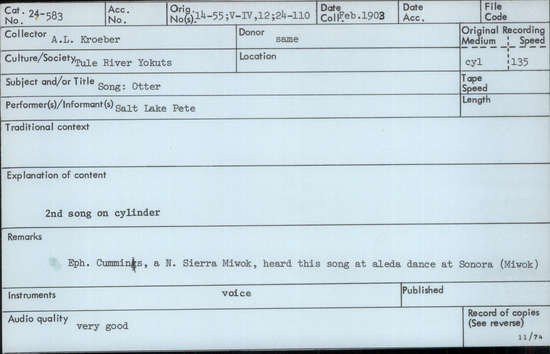 Cat. No. 24-583 Acc. No. Orig. No(s). 14-55;V-IV,12;24-110 Date Coll. Feb.1903 Date Acc. File Code
Collector A.L. Kroeber Donor same Original Recording Medium Speed
Culture/Society Tule River Yokuts Location cyl 135
Subject and/or Title Song: Otter Tape Speed
Performer(s)/Informant(s) Salt Lake Pete Length
Traditional context
Explanation of content
2nd song on cylinder
Remarks
Eph. Cummings, a N. Sierra Miwok, heard this song at aleda dance at Sonora (Miwok)
Instruments voice Published
Audio quality very good Record of copies (See reverse)
11/74